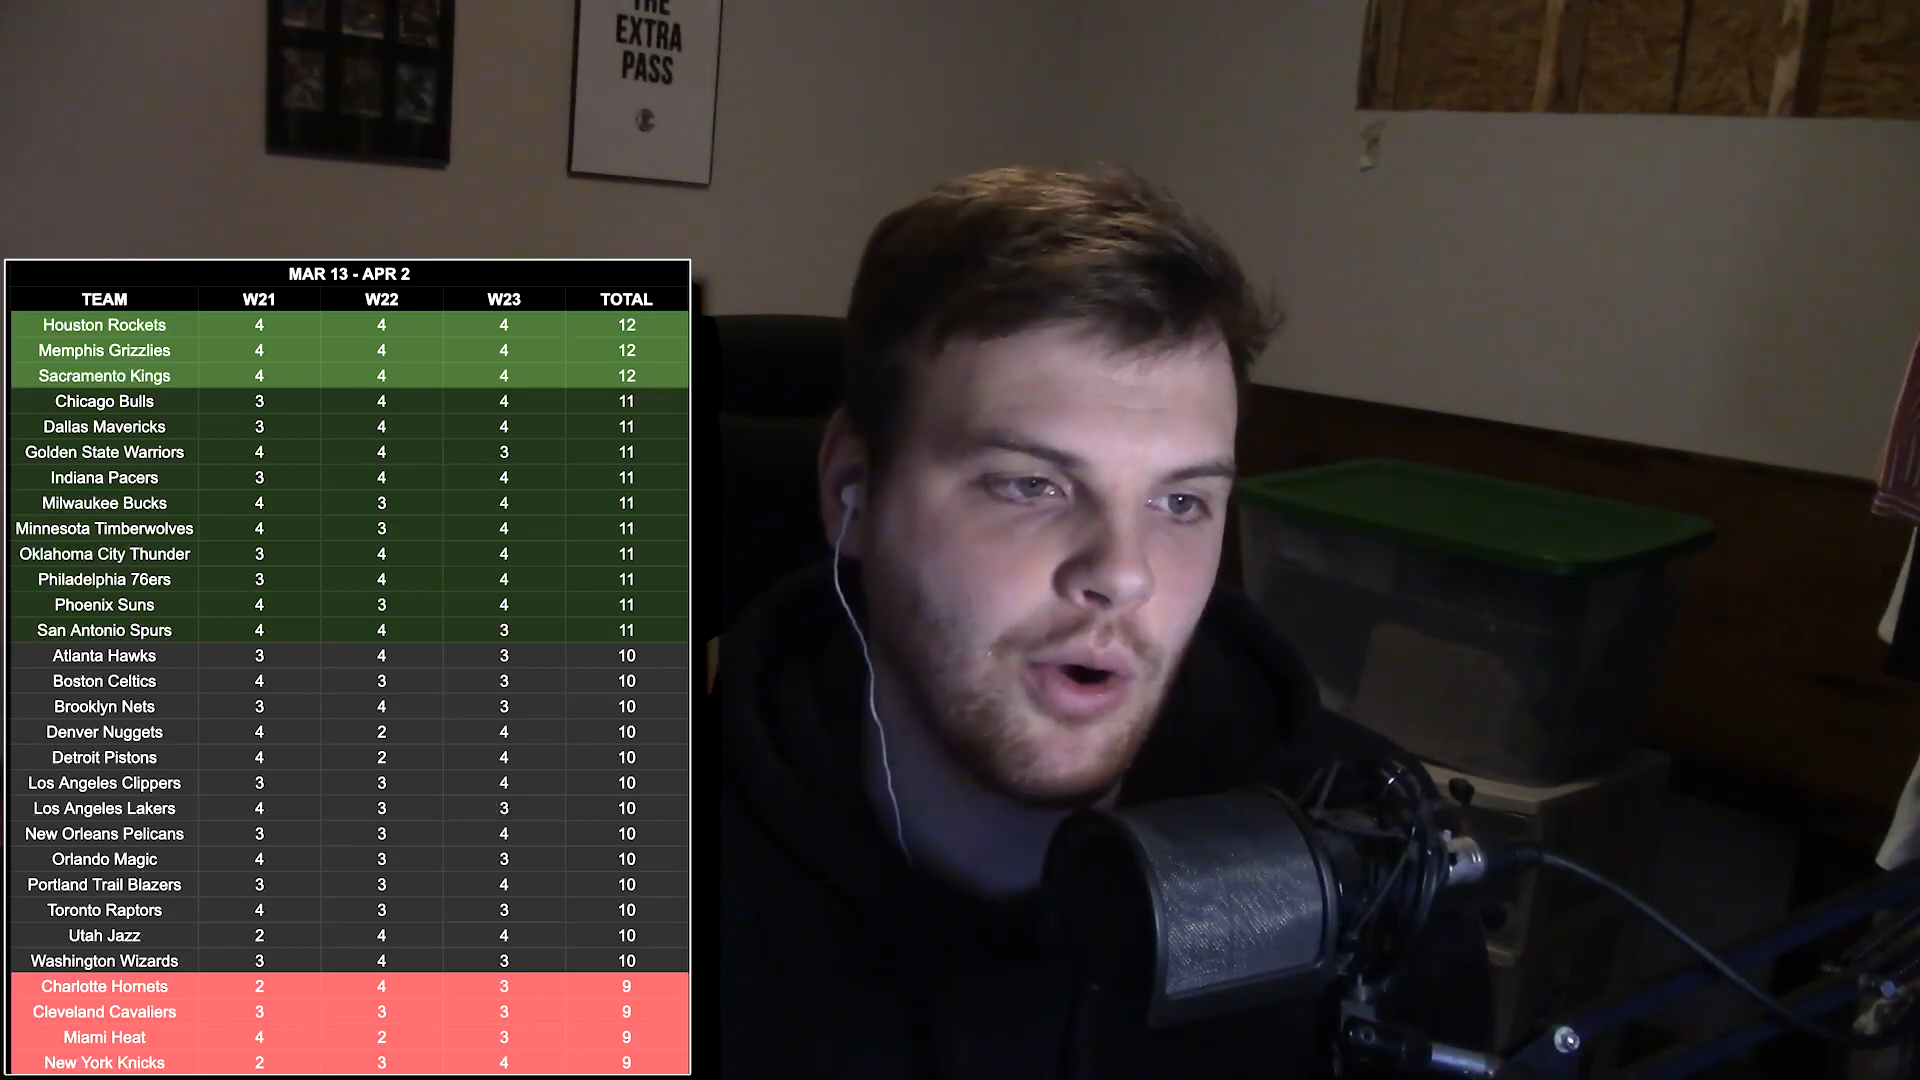 THE
EXTRA
PASS
MAR 13 - APR 2
TEAM W21 W22 W23 TOTAL
Houston Rockets 4 4 4 12
Memphis Grizzlies 4 4 4 12
Sacramento Kings 4 4 4 12
Chicago Bulls 3 4 4 11
Dallas Mavericks 3 4 4 11
Golden State Warriors 4 4 3 11
Indiana Pacers 3 4 4 11
Milwaukee Bucks 4 3 4 11
Minnesota Timberwolves 4 3 4 11
Oklahoma City Thunder 3 4 4 11
Philadelphia 76ers 3 4 4 11
Phoenix Suns 4 3 4 11
San Antonio Spurs 4 4 3 11
Atlanta Hawks 3 4 3 10
Boston Celtics 4 3 3 10
Brooklyn Nets 3 4 3 10
Denver Nuggets 4 2 4 10
Detroit Pistons 4 2 4 10
Los Angeles Clippers 3 3 4 10
Los Angeles Lakers 4 3 3 10
New Orleans Pelicans 3 3 4 10
Orlando Magic 4 3 3 10
Portland Trail Blazers 3 3 4 10
Toronto Raptors 4 3 3 10
Utah Jazz 2 4 4 10
Washington Wizards 3 4 3 10
Charlotte Hornets 2 4 3 9
Cleveland Cavaliers 3 3 3 9
Miami Heat 4 2 3 9
New York Knicks 2 3 4 9